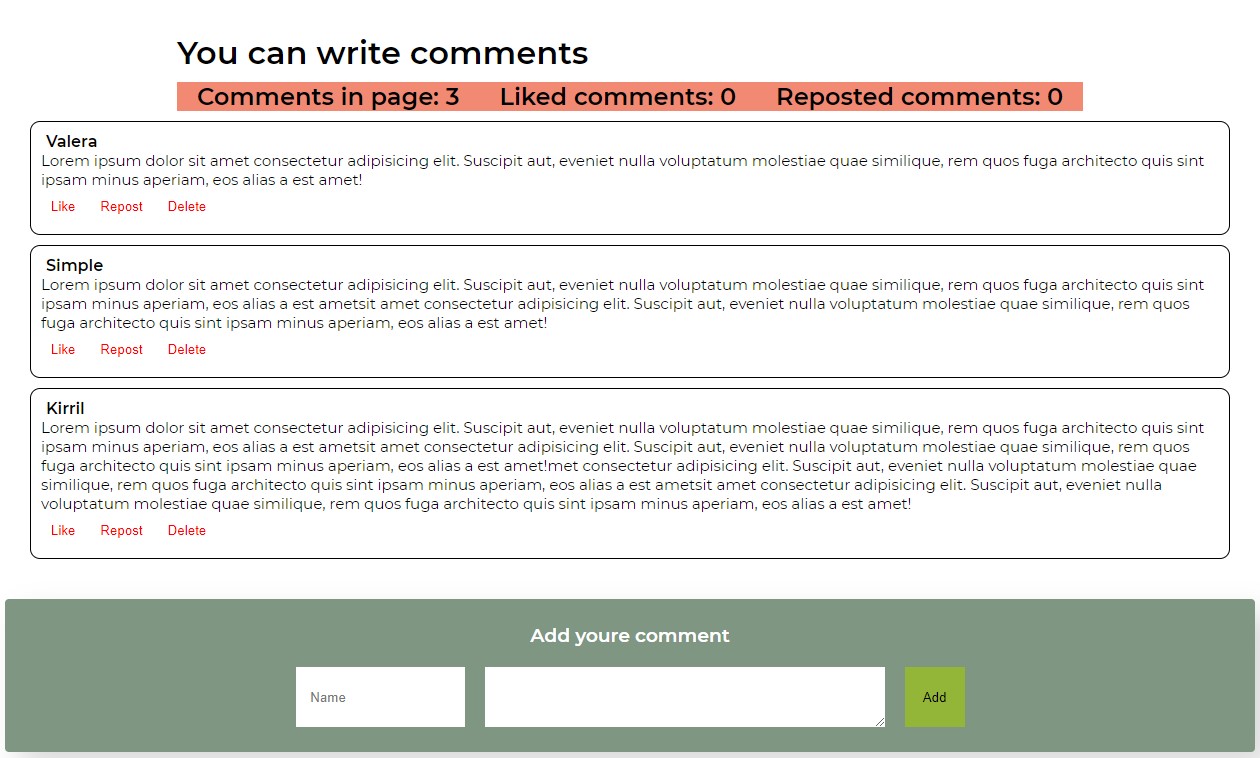 You can write comments
Comments in page: 3 Liked comments: 0 Reposted comments: 0
Valera
Lorem ipsum dolor sit amet consectetur adipisicing elit. Suscipit aut, eveniet nulla voluptatum molestiae quae similique, rem quos fuga architecto quis sint
ipsam minus aperiam, eos alias a est amet!
Like Repost Delete
Simple
Lorem ipsum dolor sit amet consectetur adipisicing elit. Suscipit aut, eveniet nulla voluptatum molestiae quae similique, rem quos fuga architecto quis sint
ipsam minus aperiam, eos alias a est ametsit amet consectetur adipisicing elit. Suscipit aut, eveniet nulla voluptatum molestiae quae similique, rem quos
fuga architecto quis sint ipsam minus aperiam, eos alias a est amet!
Like Repost Delete
Kirril
Lorem ipsum dolor sit amet consectetur adipisicing elit. Suscipit aut, eveniet nulla voluptatum molestiae quae similique, rem quos fuga architecto quis sint
ipsam minus aperiam, eos alias a est ametsit amet consectetur adipisicing elit. Suscipit aut, eveniet nulla voluptatum molestiae quae similique, rem quos
fuga architecto quis sint ipsam minus aperiam, eos alias a est amet!met consectetur adipisicing elit. Suscipit aut, eveniet nulla voluptatum molestiae quae
similique, rem quos fuga architecto quis sint ipsam minus aperiam, eos alias a est ametsit amet consectetur adipisicing elit. Suscipit aut, eveniet nulla
voluptatum molestiae quae similique, rem quos fuga architecto quis sint ipsam minus aperiam, eos alias a est amet!
Like Repost Delete
Add youre comment
Name Add